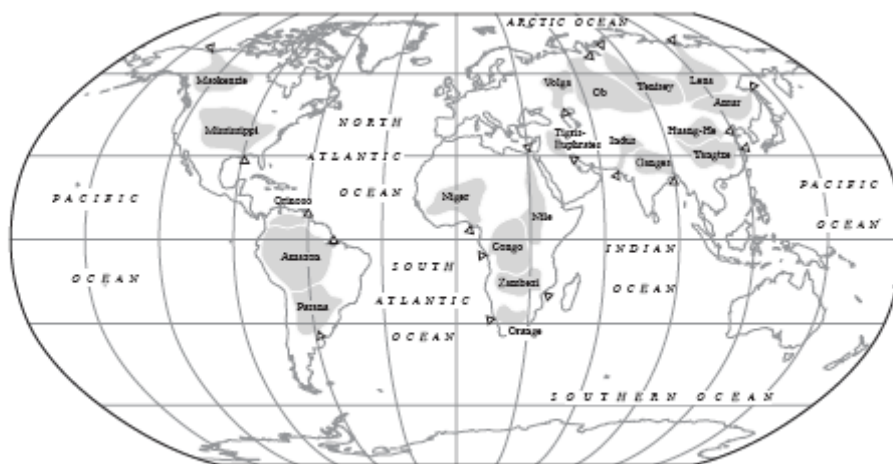 ARCTIC OCEAN
Mackenzie
Volga
Ob
Yenisey
Lena
Amur
Mississippi
NORTH
ATLANTIC
OCEAN
Tigris-
Euphrates
Indus
Ganges
Huang-He
Yangtze
PACIFIC
OCEAN
Orinoco
Niger
Nile
PACIFIC
OCEAN
Amazon
Congo
INDIAN
OCEAN
SOUTH
ATLANTIC
OCEAN
Zambezi
Parana
Orange
SOUTHERN OCEAN